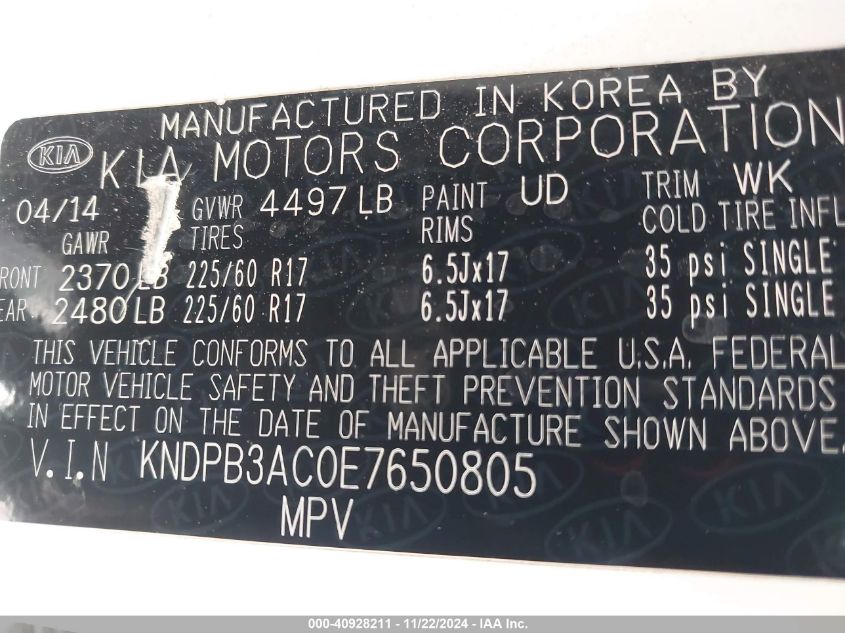 MANUFACTURED IN KOREA BY
KIA KIA MOTORS CORPORATION
04/14 GVWR 4497 LB PAINT UD TRIM WK
GAWR TIRES RIMS COLD TIRE INFL
FRONT 2370 LB 225/60 R17 6.5Jx17 35 psi SINGLE
EAR 2480 LB 225/60 R17 6.5Jx17 35 psi SINGLE
THIS VEHICLE CONFORMS TO ALL APPLICABLE U.S.A. FEDERAL
MOTOR VEHICLE SAFETY AND THEFT PREVENTION STANDARDS
IN EFFECT ON THE DATE OF MANUFACTURE SHOWN ABOVE.
V.I.N KNDPB3AC0E7650805
MPV
000-40928211 - 11/22/2024 - IAA Inc.